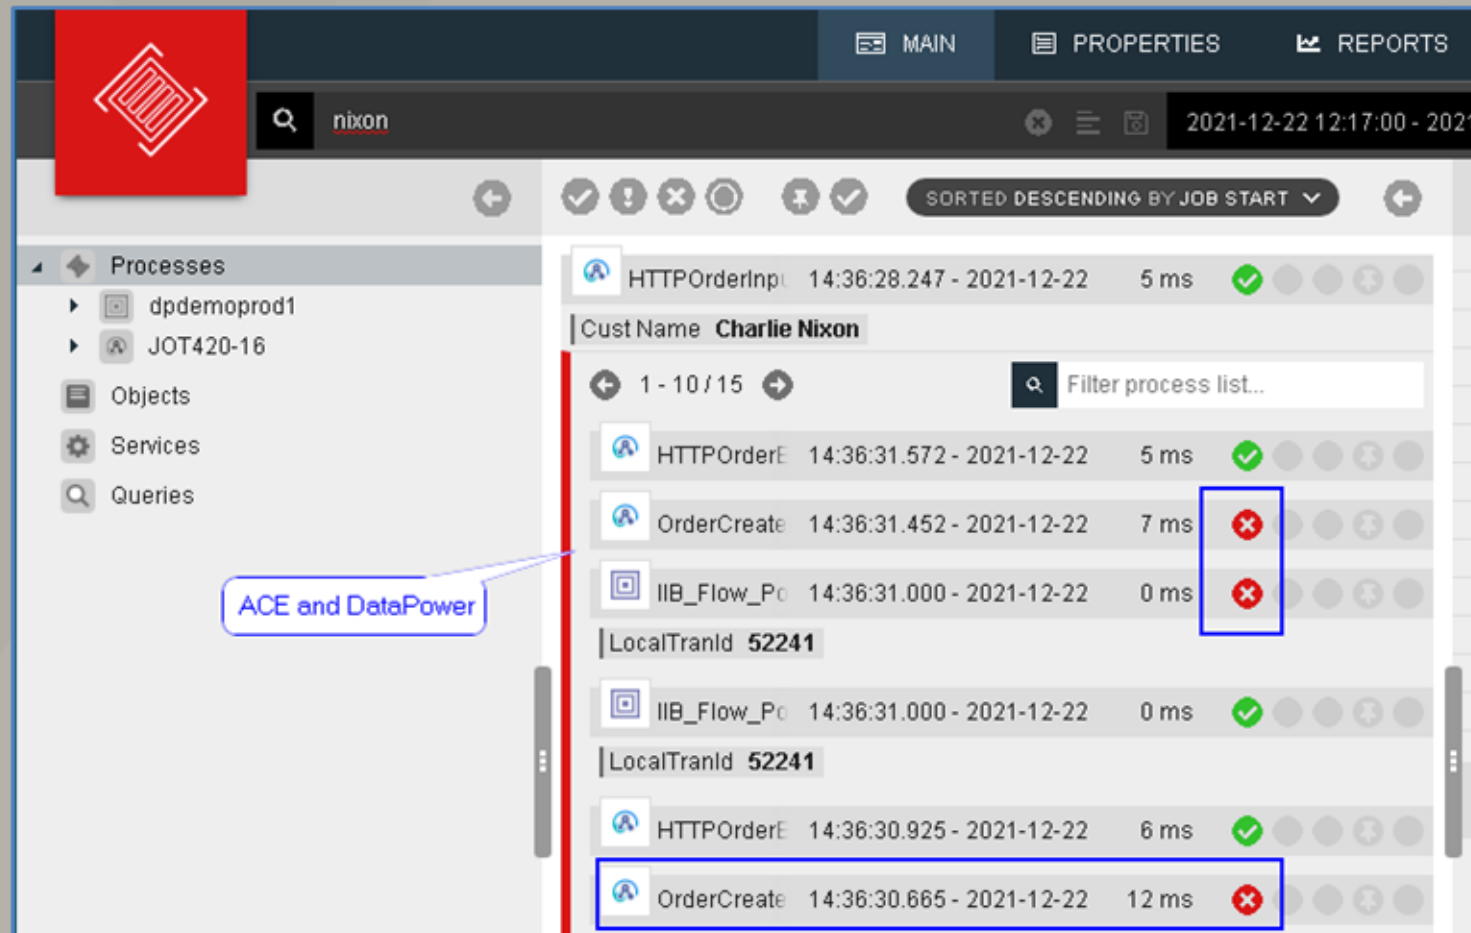 MAIN PROPERTIES REPORTS
nixon 2021-12-22 12:17:00 - 2021
SORTED DESCENDING BY JOB START
Processes
dpdemoprod1
JOT420-16
Objects
Services
Queries
ACE and DataPower
HTTPOrderInpu 14:36:28.247 - 2021-12-22 5 ms
Cust Name Charlie Nixon
1 - 10 / 15 Filter process list...
HTTPOrderE 14:36:31.572 - 2021-12-22 5 ms
OrderCreate 14:36:31.452 - 2021-12-22 7 ms
IIB_Flow_Po 14:36:31.000 - 2021-12-22 0 ms
LocalTranId 52241
IIB_Flow_Po 14:36:31.000 - 2021-12-22 0 ms
LocalTranId 52241
HTTPOrderE 14:36:30.925 - 2021-12-22 6 ms
OrderCreate 14:36:30.665 - 2021-12-22 12 ms